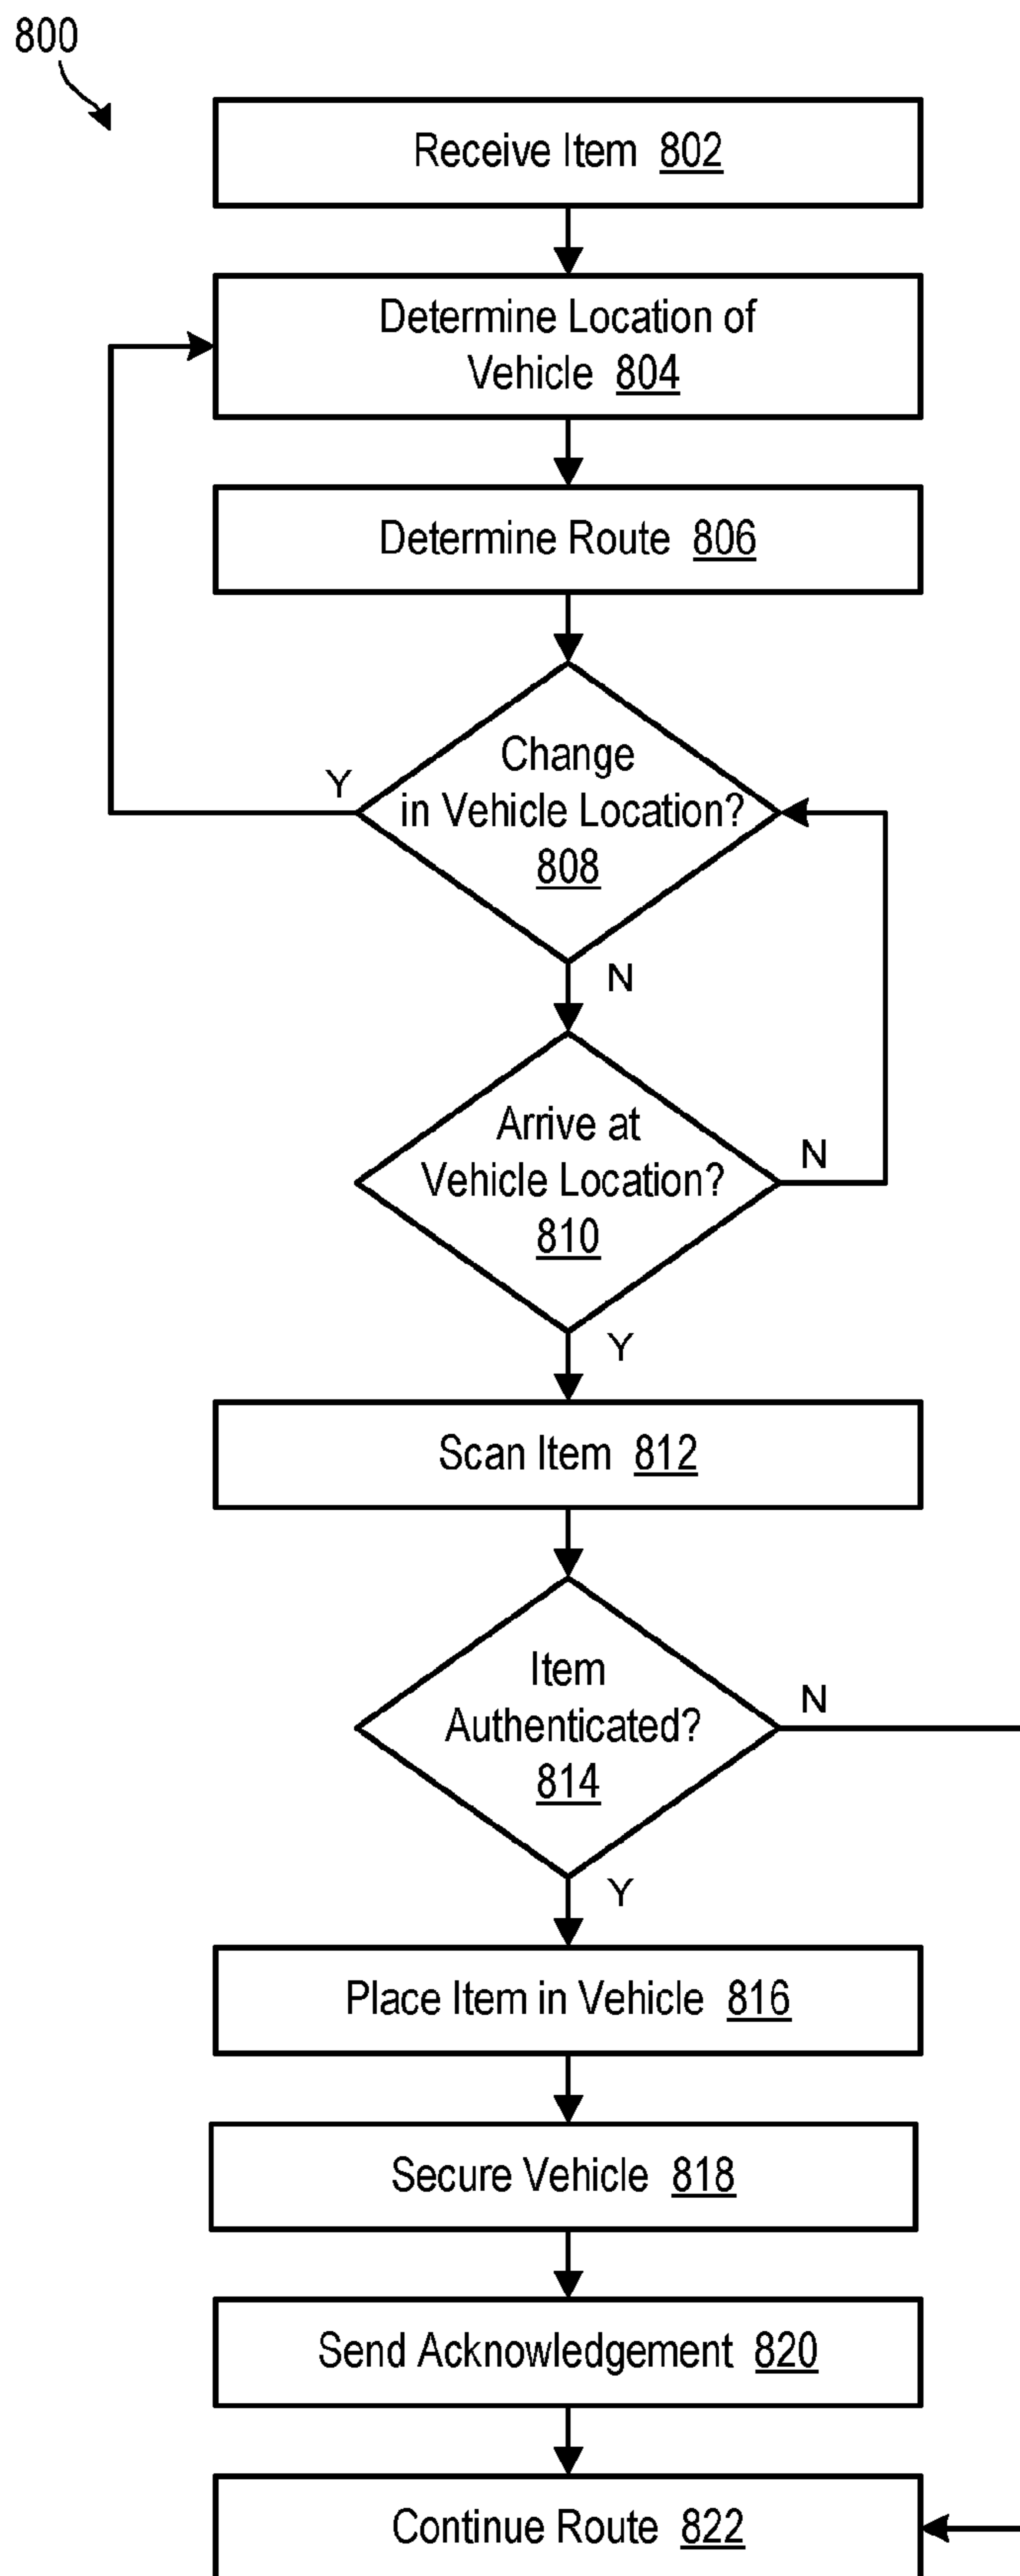 800
Receive Item 802
Determine Location of
Vehicle 804
Determine Route 806
Change
in Vehicle Location?
808
Y
N
Arrive at
Vehicle Location?
810
N
Y
Scan Item 812
Item
Authenticated?
814
N
Y
Place Item in Vehicle 816
Secure Vehicle 818
Send Acknowledgement 820
Continue Route 822